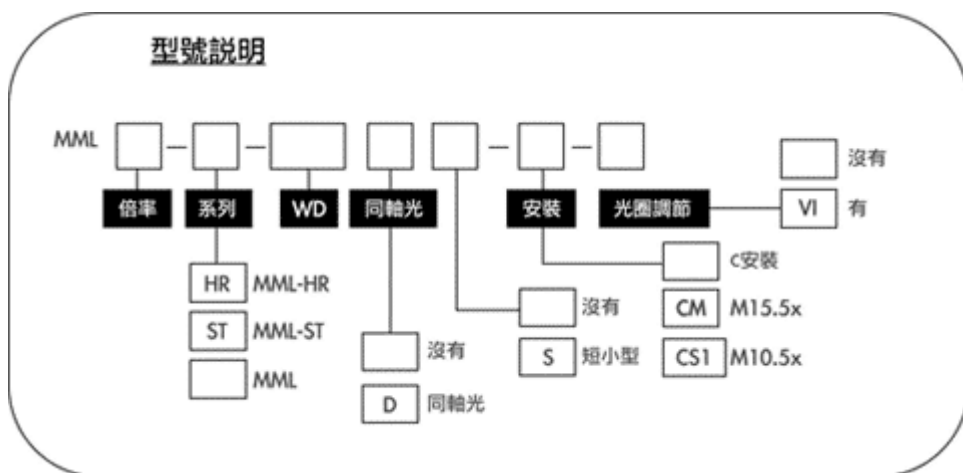 型號説明
MML
倍率 系列 WD 同軸光 安裝 光圈調節
沒有
VI 有
HR MML-HR
ST MML-ST
MML
沒有
D 同軸光
沒有
S 短小型
C安裝
CM M15.5x
CS1 M10.5x